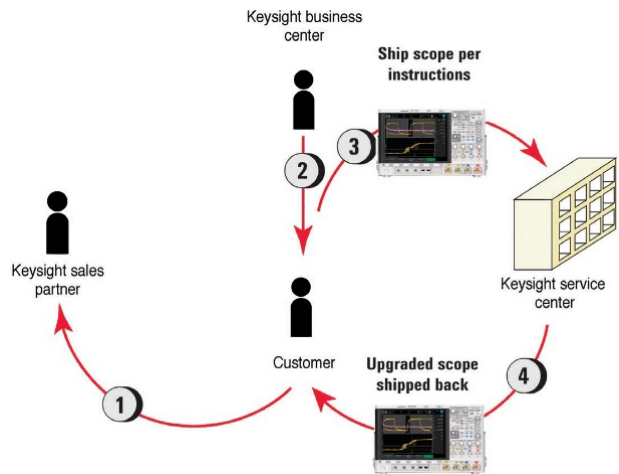 Keysight business
center
Ship scope per
instructions
3
2
Keysight sales
partner
Keysight service
center
Customer
Upgraded scope
shipped back
4
1